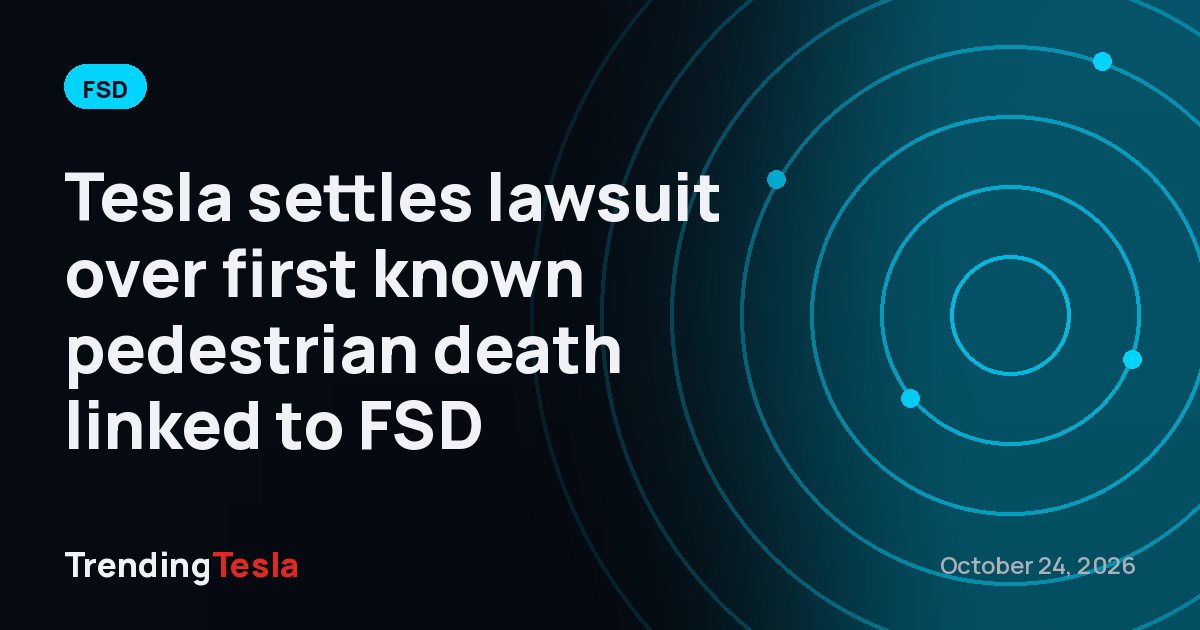 FSD
Tesla settles lawsuit
over first known
pedestrian death
linked to FSD
TrendingTesla
October 24, 2026